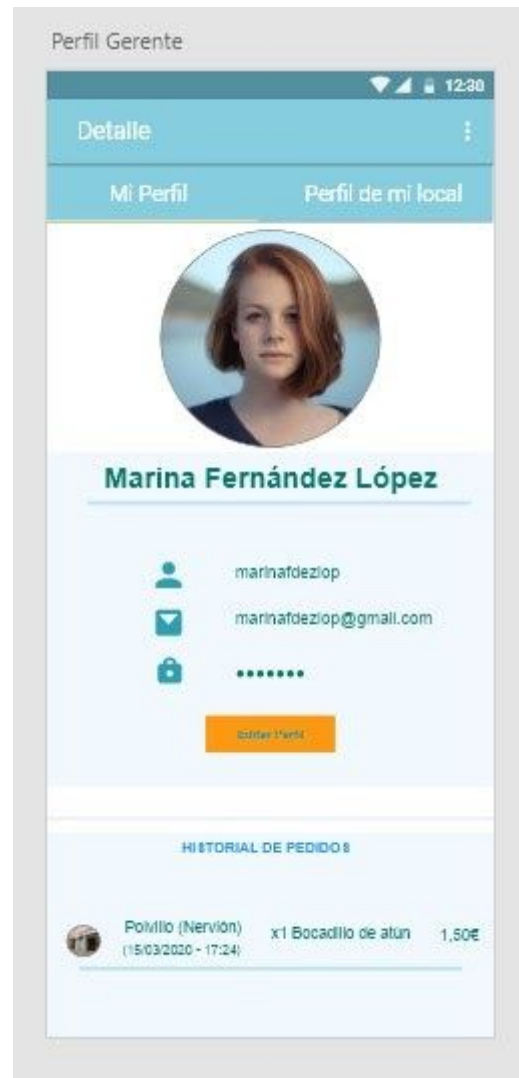 Perfil Gerente
12:30
Detalle
Mi Perfil Perfil de mi local
Marina Fernández López
marinafdezlop
marinafdezlop@gmail.com
•••••••
Editar Perfil
HISTORIAL DE PEDIDOS
Polvillo (Nervión) x1 Bocadillo de atún 1,50€
(15/03/2020 - 17:24)